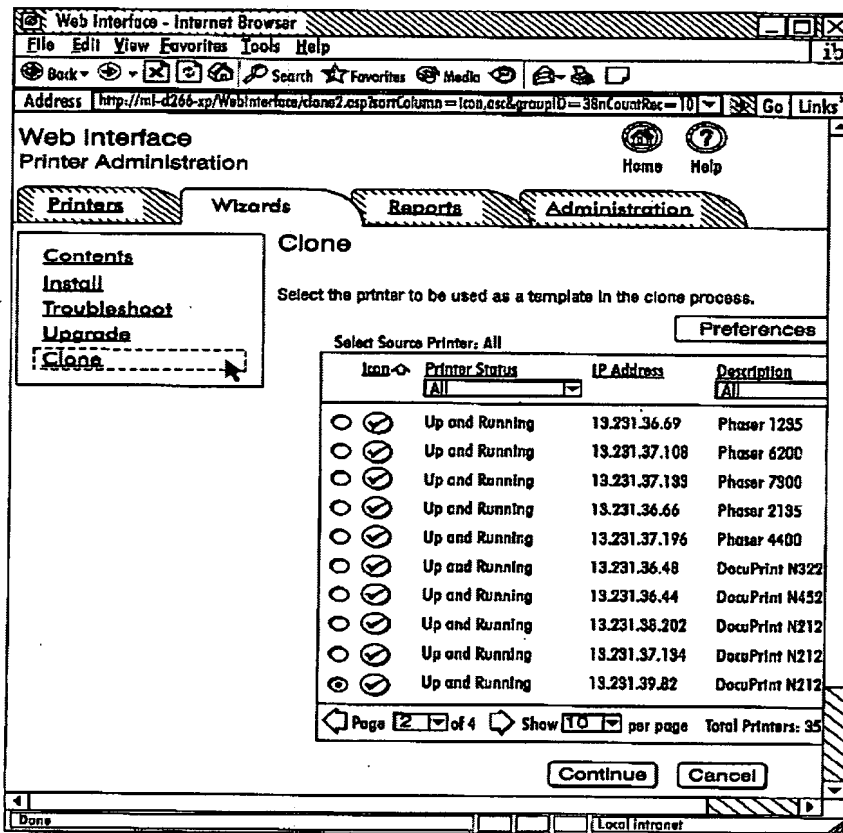 Web Interface - Internet Browser
File Edit View Favorites Tools Help
ib
Back Search Favorites Media
Address http://ml-d266-xp/WebInterface/clone2.asp?sortColumn=Icon,asc&groupID=38nCountRec=10 Go Links
Web Interface
Printer Administration
Home Help
Printers Wizards Reports Administration
Contents
Install
Troubleshoot
Upgrade
Clone
Clone
Select the printer to be used as a template in the clone process.
Preferences
Select Source Printer: All
Icon Printer Status IP Address Description
All All
Up and Running 13.231.36.69 Phaser 1235
Up and Running 13.231.37.108 Phaser 6200
Up and Running 13.231.37.133 Phaser 7300
Up and Running 13.231.36.66 Phaser 2135
Up and Running 13.231.37.196 Phaser 4400
Up and Running 13.231.36.48 DocuPrint N322
Up and Running 13.231.36.44 DocuPrint N452
Up and Running 13.231.38.202 DocuPrint N212
Up and Running 13.231.37.134 DocuPrint N212
Up and Running 13.231.39.82 DocuPrint N212
Page 2 of 4 Show 10 per page Total Printers: 35
Continue Cancel
Done Local intranet